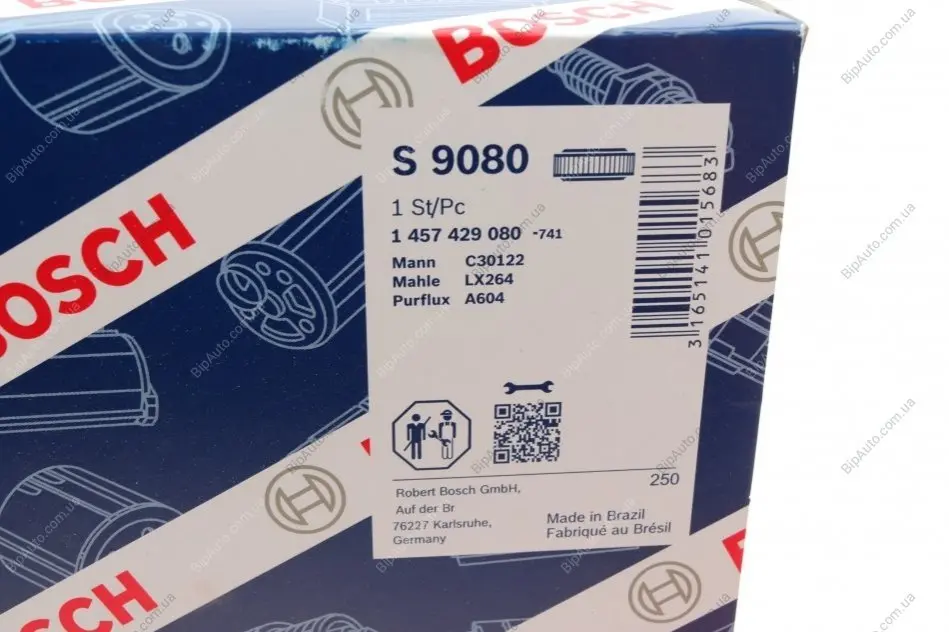 BOSCH
BOSCH
BOSCH
S 9080
1 St/Pc
1 457 429 080 -741
Mann C30122
Mahle LX264
Purflux A604
3 165141 015683
250
Robert Bosch GmbH,
Auf der Br
76227 Karlsruhe,
Germany
Made in Brazil
Fabriqué au Brésil
BipAuto.com.ua